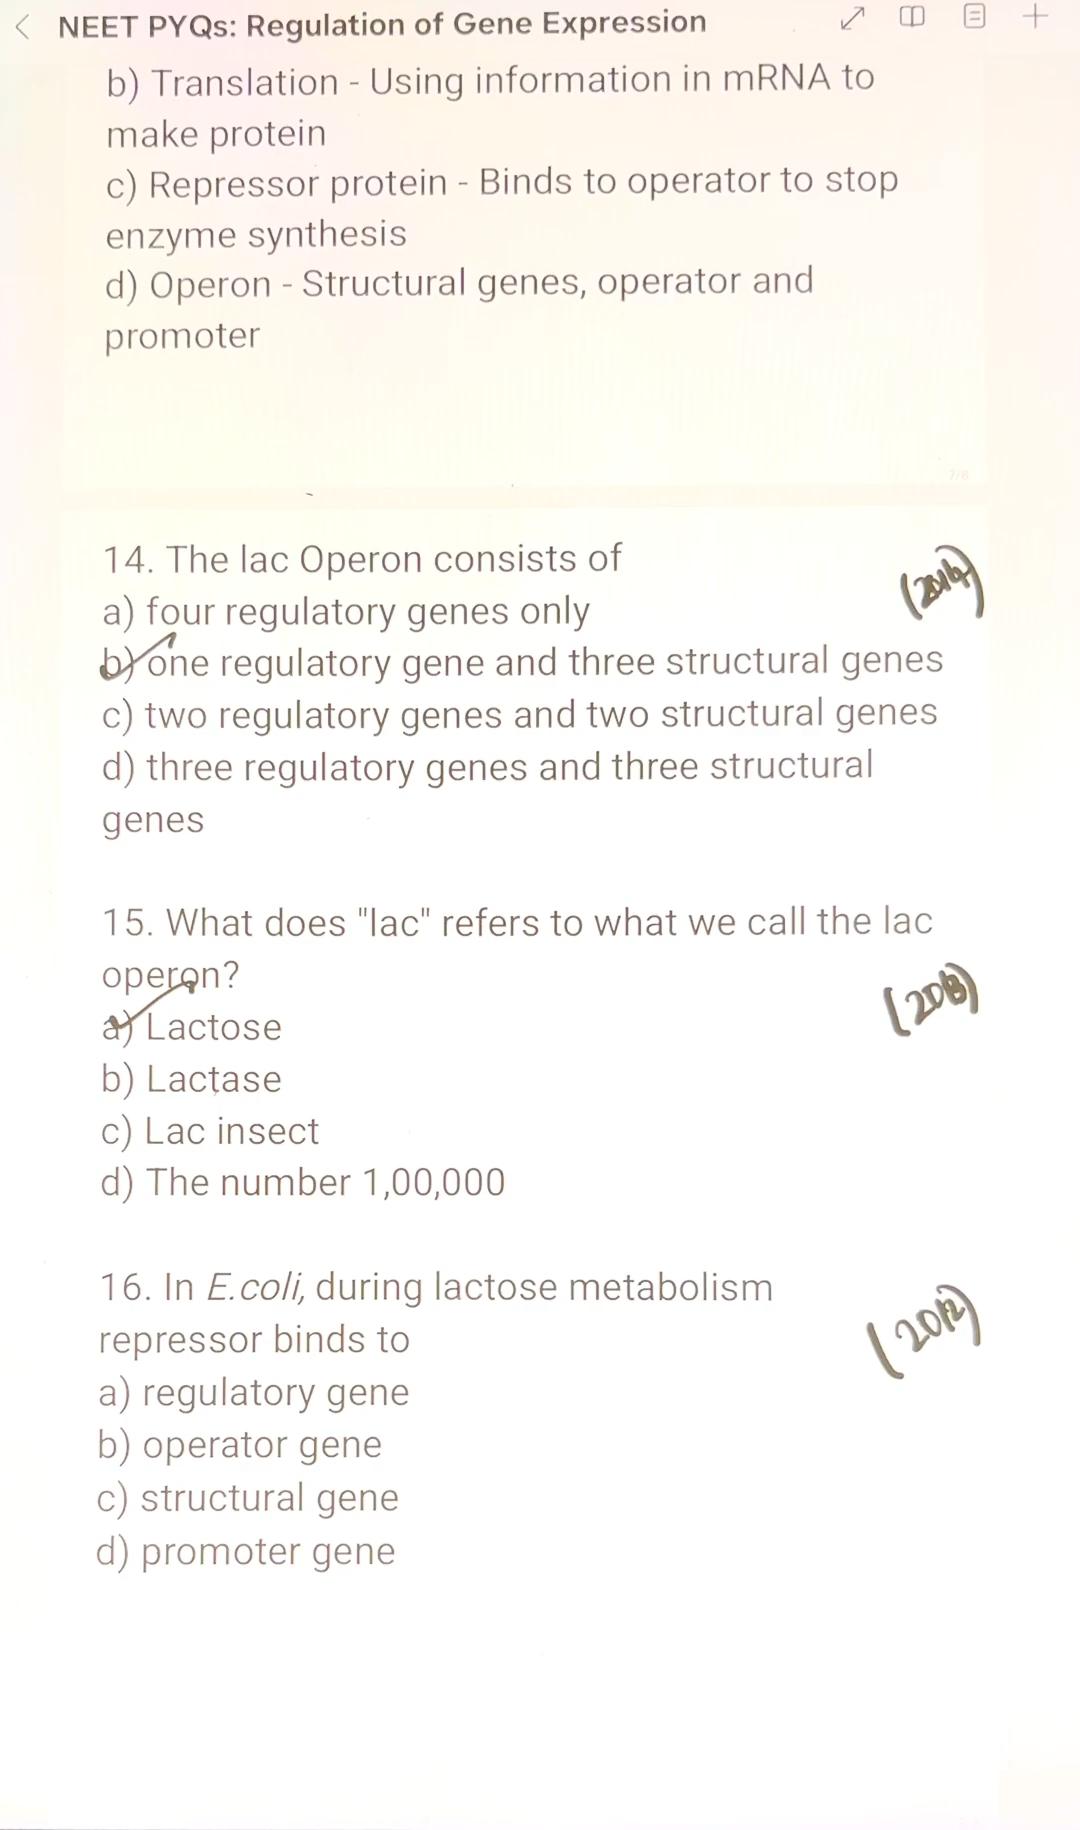 NEET PYQs: Regulation of Gene Expression
b) Translation - Using information in mRNA to
make protein
c) Repressor protein - Binds to operator to stop
enzyme synthesis
d) Operon - Structural genes, operator and
promoter
7/8
14. The lac Operon consists of
a) four regulatory genes only
(2014)
b) one regulatory gene and three structural genes
c) two regulatory genes and two structural genes
d) three regulatory genes and three structural
genes
15. What does "lac" refers to what we call the lac
operon?
(2013)
a) Lactose
b) Lactase
c) Lac insect
d) The number 1,00,000
16. In E.coli, during lactose metabolism
repressor binds to
(2012)
a) regulatory gene
b) operator gene
c) structural gene
d) promoter gene